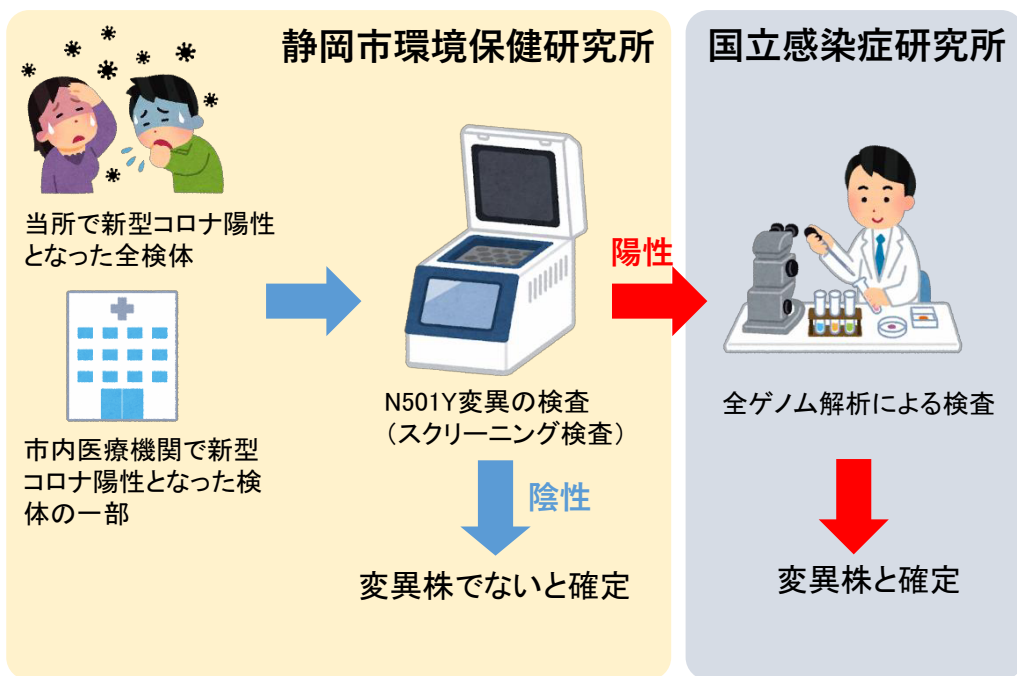 静岡市環境保健研究所
当所で新型コロナ陽性
となった全検体
市内医療機関で新型
コロナ陽性となった検
体の一部
N501Y変異の検査
（スクリーニング検査）
陰性
変異株でないと確定
陽性
国立感染症研究所
全ゲノム解析による検査
変異株と確定